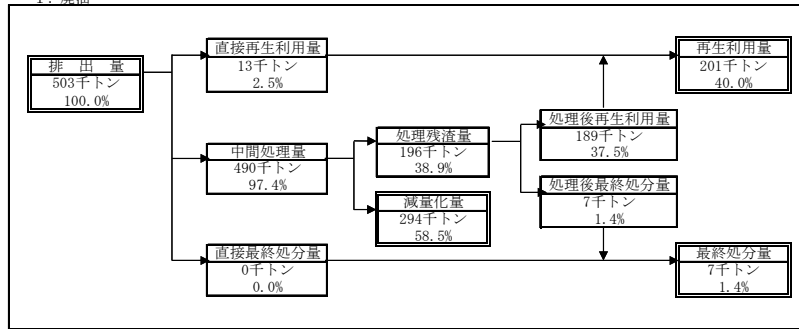 直接再生利用量
13千トン
2.5%
再生利用量
201千トン
40.0%
排 出 量
503千トン
100.0%
処理後再生利用量
189千トン
37.5%
処理残渣量
196千トン
38.9%
中間処理量
490千トン
97.4%
処理後最終処分量
7千トン
1.4%
減量化量
294千トン
58.5%
直接最終処分量
0千トン
0.0%
最終処分量
7千トン
1.4%